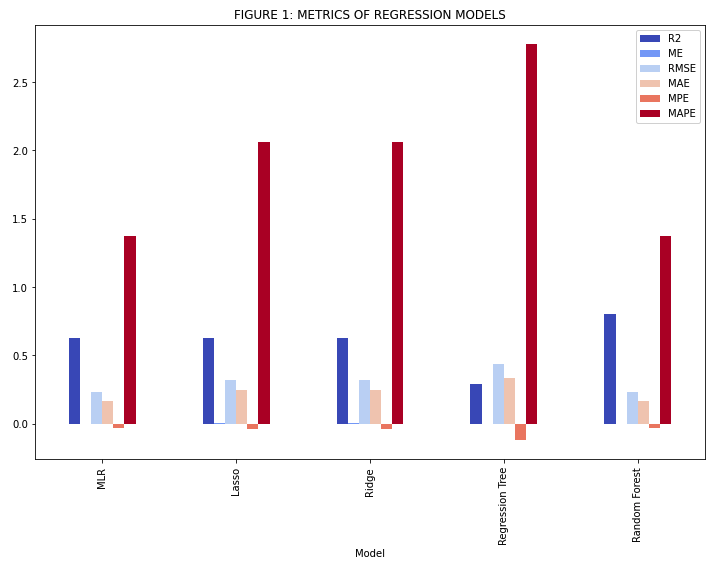 FIGURE 1: METRICS OF REGRESSION MODELS
R2
ME
RMSE
MAE
MPE
MAPE
2.5
2.0
1.5
1.0
0.5
0.0
MLR
Lasso
Ridge
Regression Tree
Random Forest
Model